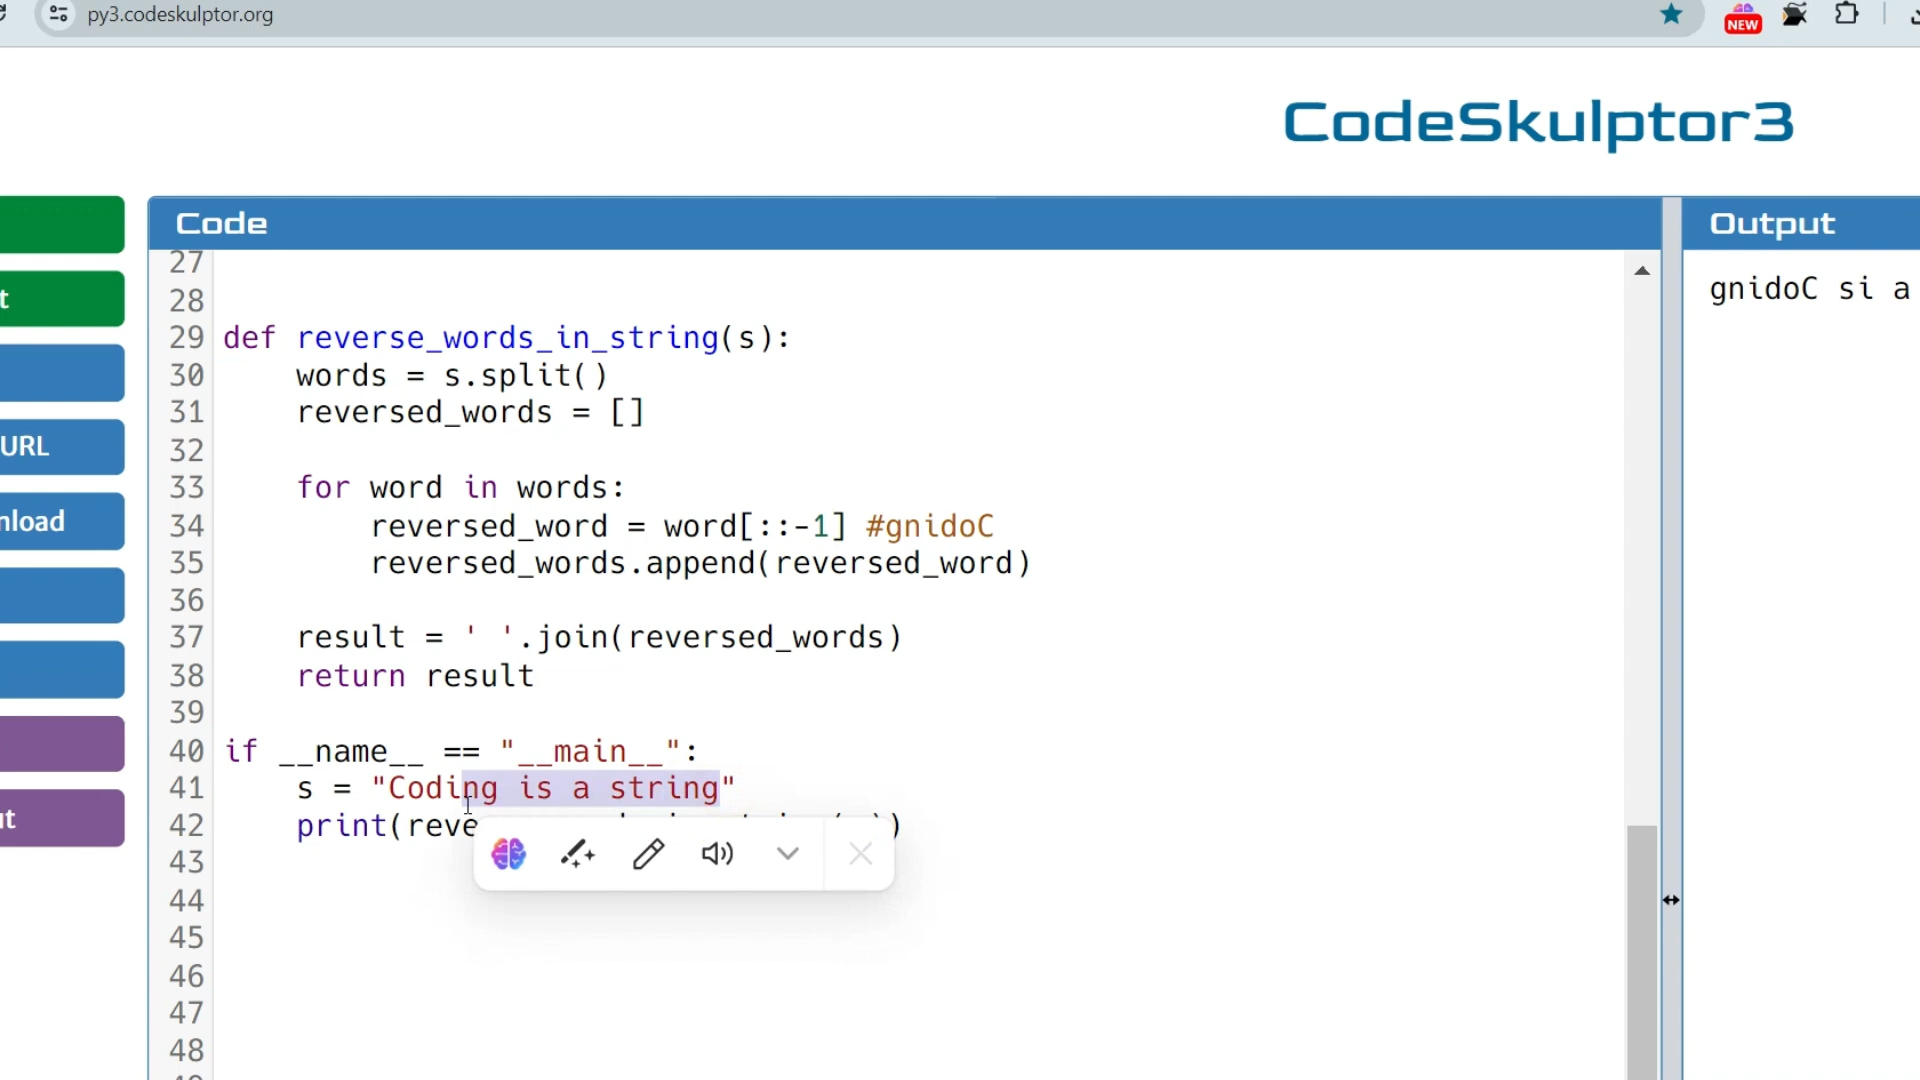 py3.codeskulptor.org
NEW
CodeSkulptor3
t
URL
nload
t
Code
27
28
29 def reverse_words_in_string(s):
30 words = s.split()
31 reversed_words = []
32
33 for word in words:
34 reversed_word = word[::-1] #gnidoC
35 reversed_words.append(reversed_word)
36
37 result = ' '.join(reversed_words)
38 return result
39
40 if __name__ == "__main__":
41 s = "Coding is a string"
42 print(reve ))
43
44
45
46
47
48
Output
gnidoC si a